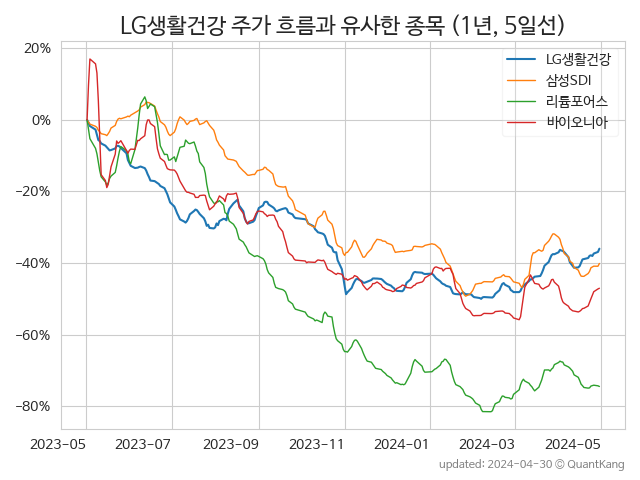 LG생활건강 주가 흐름과 유사한 종목 (1년, 5일선)
20%
0%
−20%
−40%
−60%
−80%
LG생활건강
삼성SDI
리튬포어스
바이오니아
2023-05
2023-07
2023-09
2023-11
2024-01
2024-03
2024-05
updated: 2024-04-30 © QuantKang